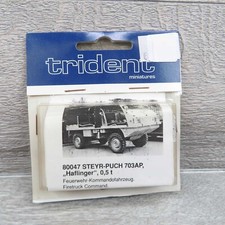 trident
miniatures
80047 STEYR-PUCH 703AP,
„Haflinger", 0,5 t
Feuerwehr-Kommandofahrzeug,
Firetruck Command